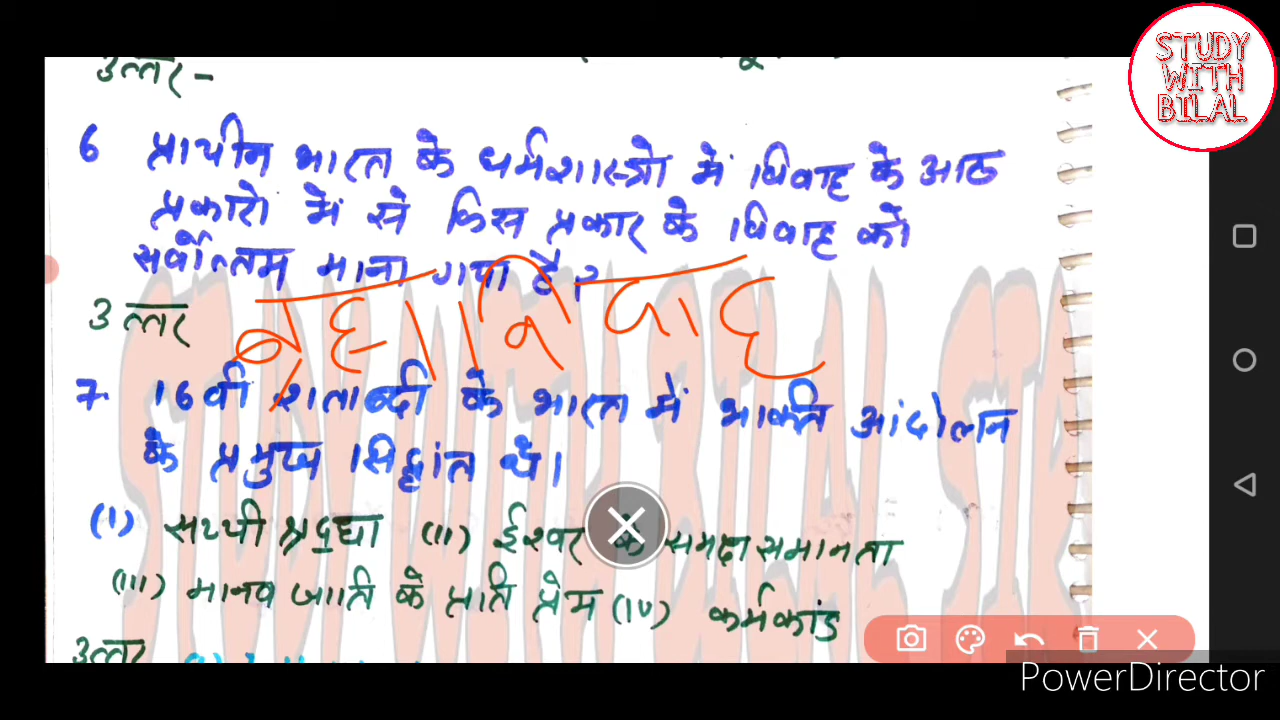 STUDY
WITH
BILAL
उत्तर -
6 प्राचीन भारत के धर्मशास्त्रो में विवाह के आठ
प्रकारो में से किस प्रकार के विवाह को
सर्वोत्तम माना गया है?
उत्तर ब्रह्मा विवाह
7. 16वी शताब्दी के भारत में भक्ति आंदोलन
के प्रमुख सिद्धांत थे।
(I) सच्ची श्रद्धा (II) ईश्वर के समक्ष समानता
(III) मानव जाति के प्रति प्रेम (IV) कर्मकांड
उत्तर
PowerDirector